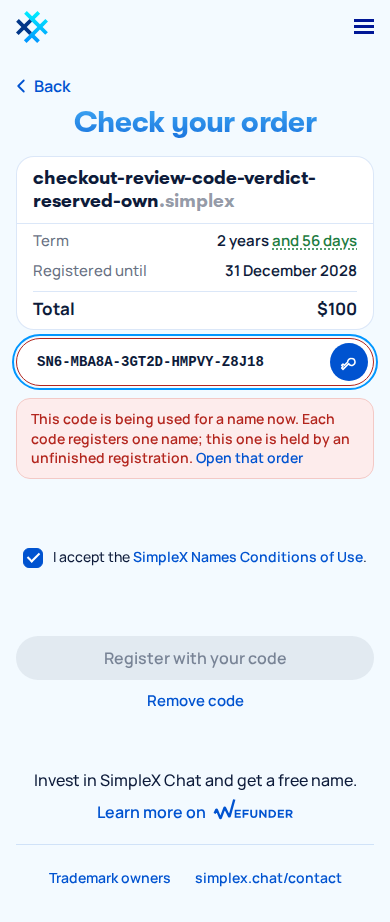 Back
Check your order
checkout-review-code-verdict-
reserved-own.simplex
Term 2 years and 56 days
Registered until 31 December 2028
Total $100
SN6-MBA8A-3GT2D-HMPVY-Z8J18
This code is being used for a name now. Each
code registers one name; this one is held by an
unfinished registration. Open that order
I accept the SimpleX Names Conditions of Use.
Register with your code
Remove code
Invest in SimpleX Chat and get a free name.
Learn more on WEFUNDER
Trademark owners simplex.chat/contact